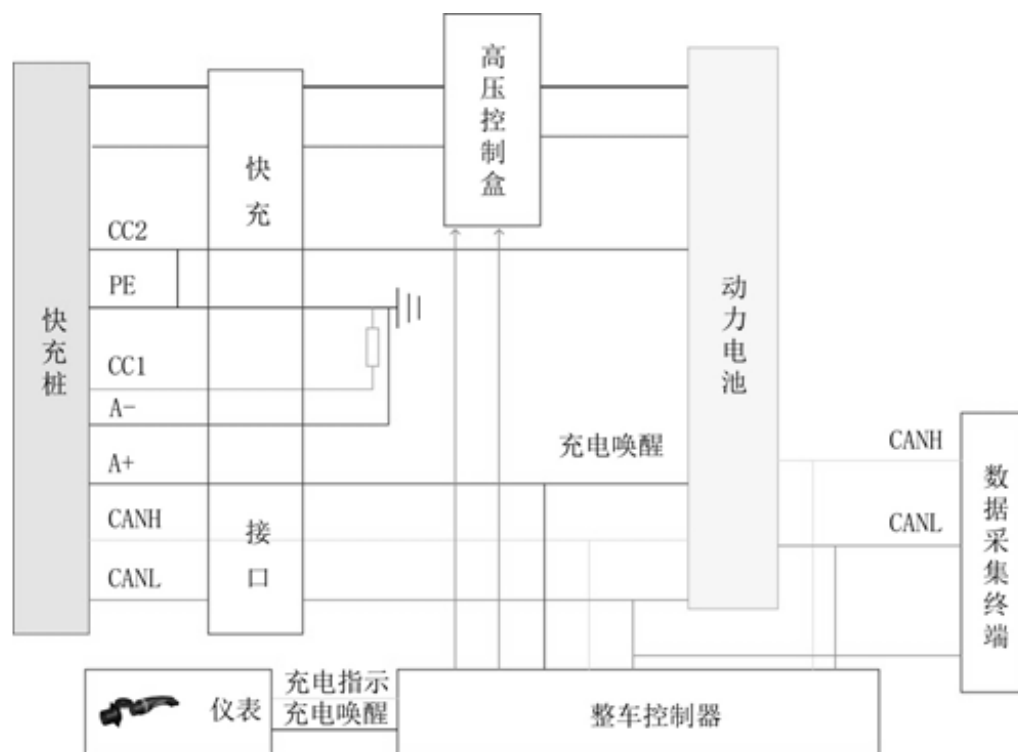 高压控制盒
快充
CC2
PE
动力电池
快充桩
CC1
A-
充电唤醒
CANH
A+
数据采集终端
CANH
接口
CANL
CANL
充电指示
仪表
充电唤醒
整车控制器